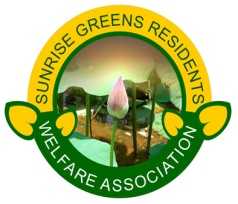 SUNRISE GREENS RESIDENTS
WELFARE ASSOCIATION